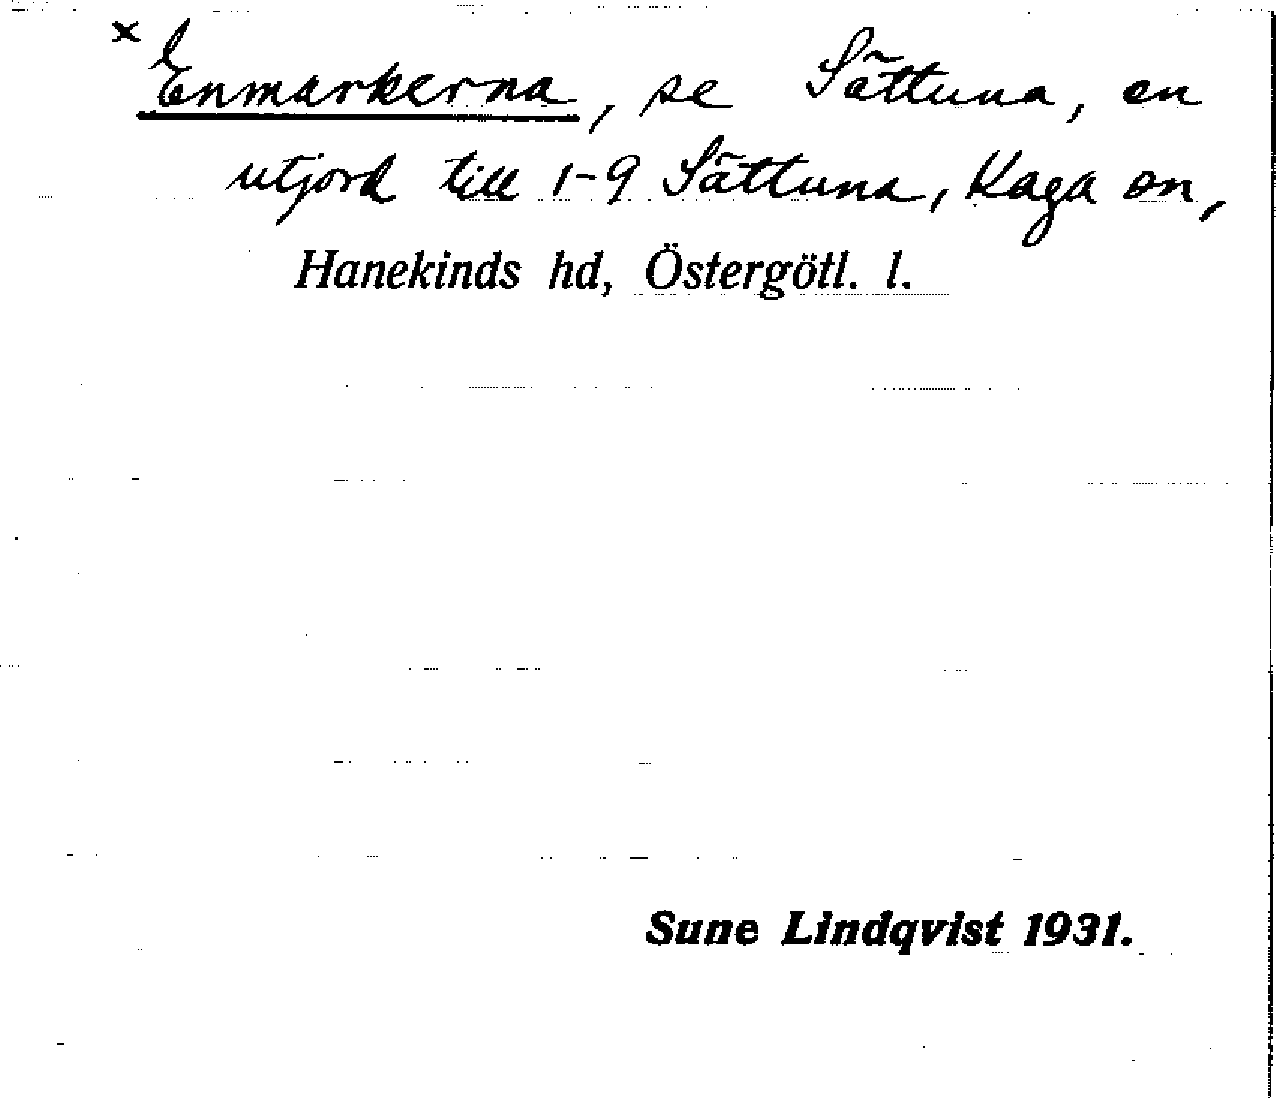 × Enmarkerna, se Sättuna, en
utjord till 1-9 Sättuna, Kaga sn,
Hanekinds hd, Östergötl. l.
Sune Lindqvist 1931.